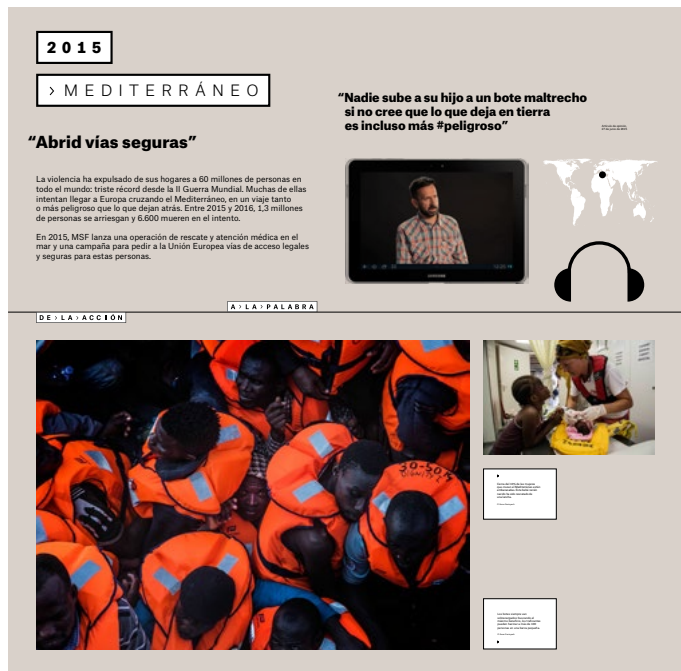 2015
› MEDITERRÁNEO
“Abrid vías seguras”
La violencia ha expulsado de sus hogares a 60 millones de personas en
todo el mundo: triste récord desde la II Guerra Mundial. Muchas de ellas
intentan llegar a Europa cruzando el Mediterráneo, en un viaje tanto
o más peligroso que lo que dejan atrás. Entre 2015 y 2016, 1,3 millones
de personas se arriesgan y 6.600 mueren en el intento.
En 2015, MSF lanza una operación de rescate y atención médica en el
mar y una campaña para pedir a la Unión Europea vías de acceso legales
y seguras para estas personas.
“Nadie sube a su hijo a un bote maltrecho
si no cree que lo que deja en tierra
es incluso más #peligroso”
SAMSUNG
A›LA›PALABRA
DE›LA›ACCIÓN